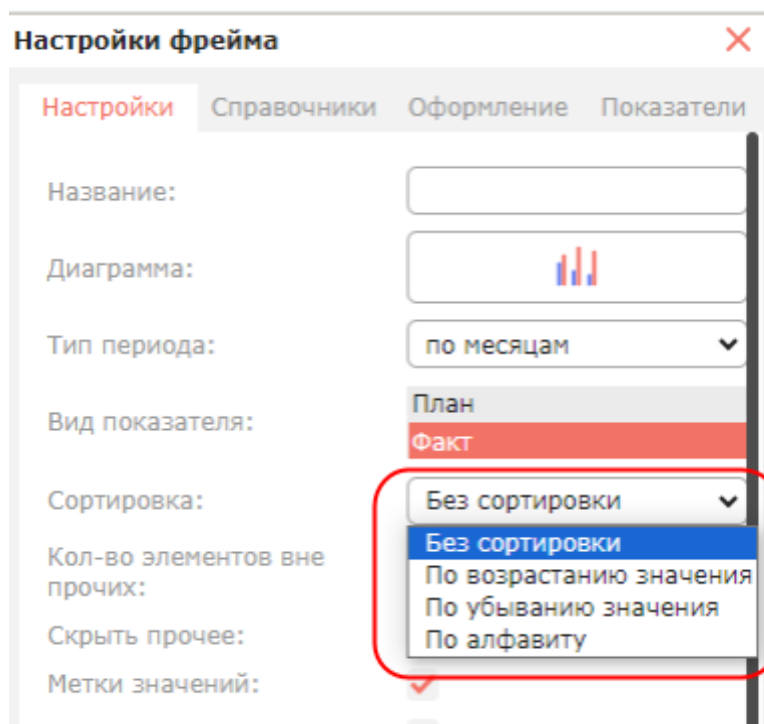 Настройки фрейма
Настройки Справочники Оформление Показатели
Название:
Диаграмма:
Тип периода: по месяцам
Вид показателя: План
Факт
Сортировка: Без сортировки
Без сортировки
Кол-во элементов вне
прочих:
По возрастанию значения
По убыванию значения
Скрыть прочее: По алфавиту
Метки значений: